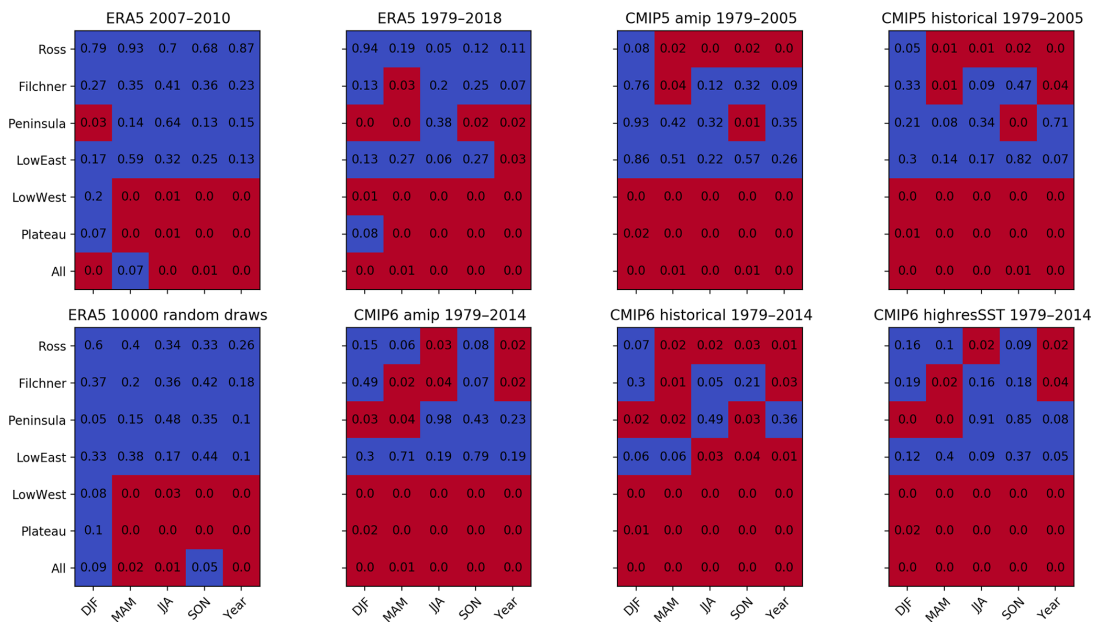 ERA5 2007–2010 ERA5 1979–2018 CMIP5 amip 1979–2005 CMIP5 historical 1979–2005
Ross 0.79 0.93 0.7 0.68 0.87 0.94 0.19 0.05 0.12 0.11 0.08 0.02 0.0 0.02 0.0 0.05 0.01 0.01 0.02 0.0
Filchner 0.27 0.35 0.41 0.36 0.23 0.13 0.03 0.2 0.25 0.07 0.76 0.04 0.12 0.32 0.09 0.33 0.01 0.09 0.47 0.04
Peninsula 0.03 0.14 0.64 0.13 0.15 0.0 0.0 0.38 0.02 0.02 0.93 0.42 0.32 0.01 0.35 0.21 0.08 0.34 0.0 0.71
LowEast 0.17 0.59 0.32 0.25 0.13 0.13 0.27 0.06 0.27 0.03 0.86 0.51 0.22 0.57 0.26 0.3 0.14 0.17 0.82 0.07
LowWest 0.2 0.0 0.01 0.0 0.0 0.01 0.0 0.0 0.0 0.0 0.0 0.0 0.0 0.0 0.0 0.0 0.0 0.0 0.0 0.0
Plateau 0.07 0.0 0.01 0.0 0.0 0.08 0.0 0.0 0.0 0.0 0.02 0.0 0.0 0.0 0.0 0.01 0.0 0.0 0.0 0.0
All 0.0 0.07 0.0 0.01 0.0 0.0 0.01 0.0 0.0 0.0 0.0 0.01 0.0 0.01 0.0 0.0 0.0 0.0 0.01 0.0
ERA5 10000 random draws CMIP6 amip 1979–2014 CMIP6 historical 1979–2014 CMIP6 highresSST 1979–2014
Ross 0.6 0.4 0.34 0.33 0.26 0.15 0.06 0.03 0.08 0.02 0.07 0.02 0.02 0.03 0.01 0.16 0.1 0.02 0.09 0.02
Filchner 0.37 0.2 0.36 0.42 0.18 0.49 0.02 0.04 0.07 0.02 0.3 0.01 0.05 0.21 0.03 0.19 0.02 0.16 0.18 0.04
Peninsula 0.05 0.15 0.48 0.35 0.1 0.03 0.04 0.98 0.43 0.23 0.02 0.02 0.49 0.03 0.36 0.0 0.0 0.91 0.85 0.08
LowEast 0.33 0.38 0.17 0.44 0.1 0.3 0.71 0.19 0.79 0.19 0.06 0.06 0.03 0.04 0.01 0.12 0.4 0.09 0.37 0.05
LowWest 0.08 0.0 0.03 0.0 0.0 0.0 0.0 0.0 0.0 0.0 0.0 0.0 0.0 0.0 0.0 0.0 0.0 0.0 0.0 0.0
Plateau 0.1 0.0 0.0 0.0 0.0 0.02 0.0 0.0 0.0 0.0 0.01 0.0 0.0 0.0 0.0 0.02 0.0 0.0 0.0 0.0
All 0.09 0.02 0.01 0.05 0.0 0.0 0.01 0.0 0.0 0.0 0.0 0.0 0.0 0.0 0.0 0.0 0.0 0.0 0.0 0.0
DJF MAM JJA SON Year DJF MAM JJA SON Year DJF MAM JJA SON Year DJF MAM JJA SON Year